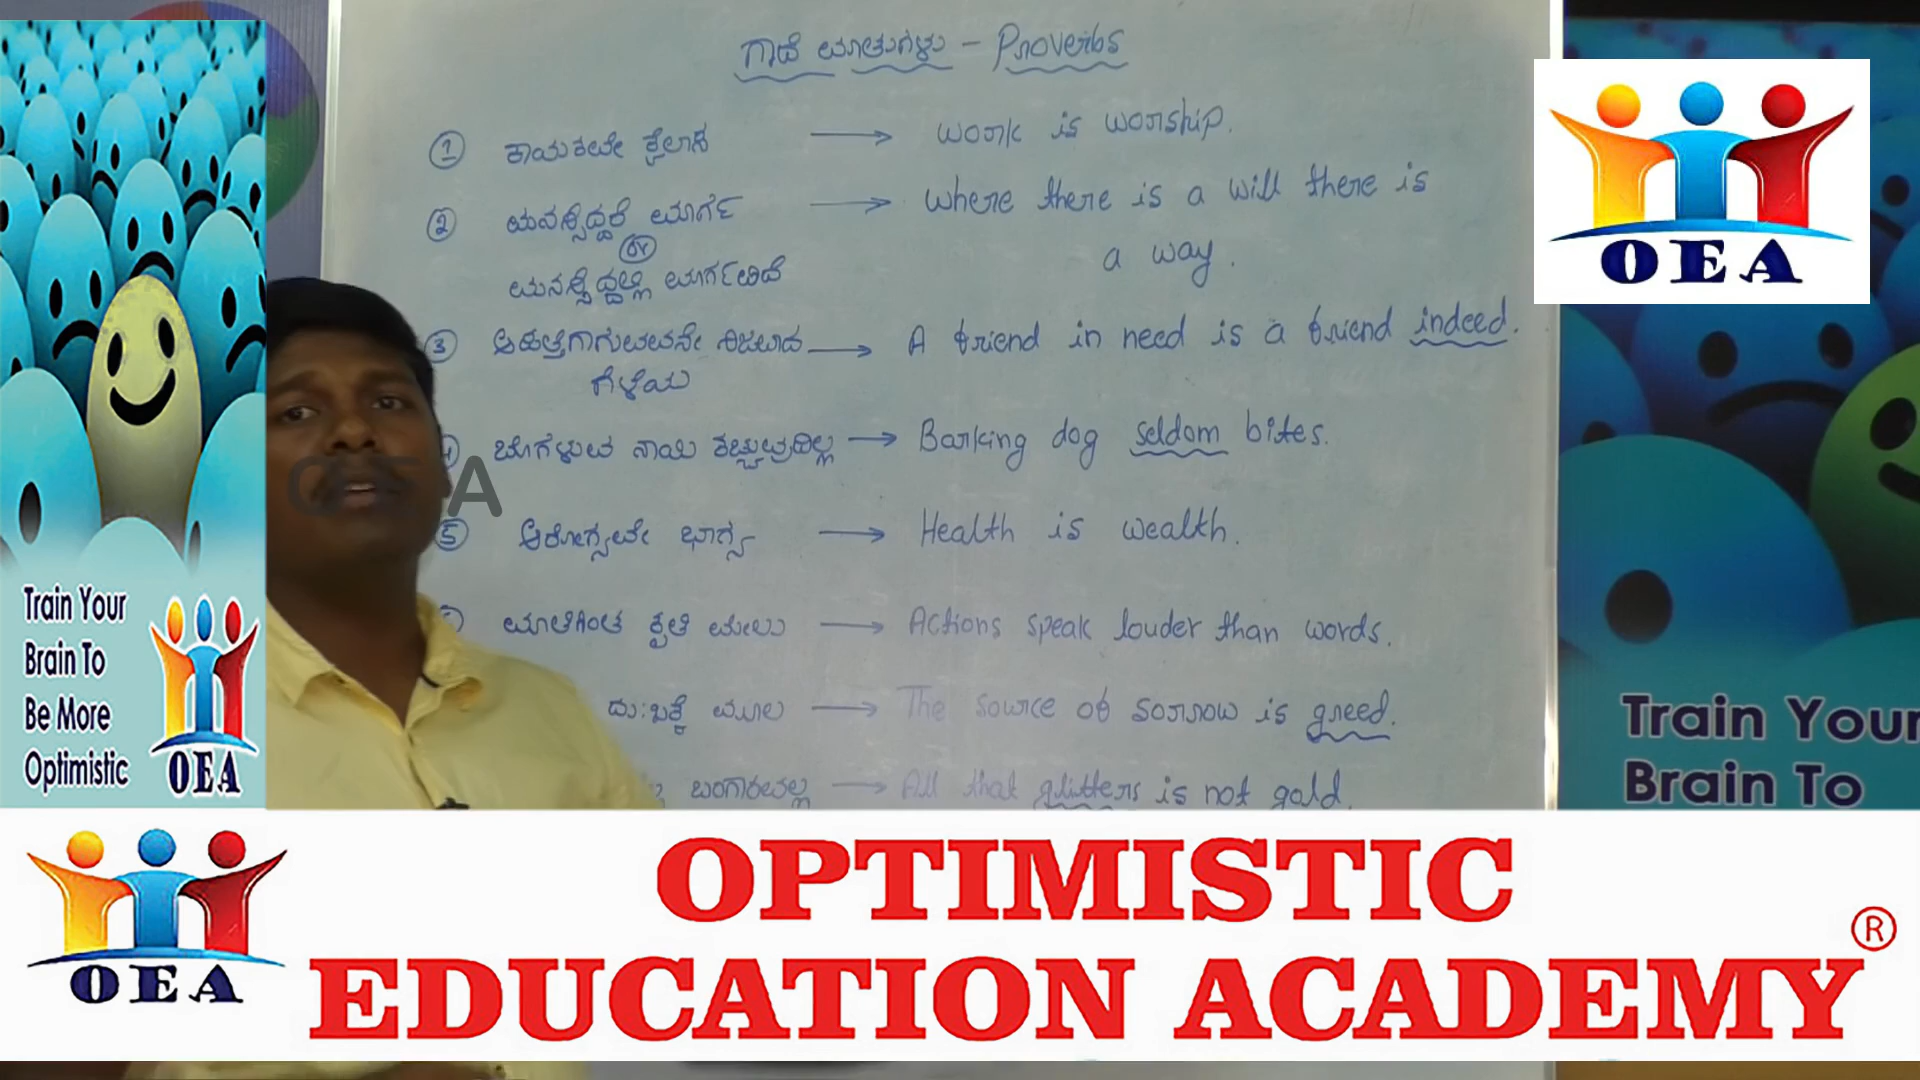 ಗಾದೆ ಮಾತುಗಳು – Proverbs
① ಕಾಯಕವೇ ಕೈಲಾಸ → work is worship.
② ಮನಸ್ಸಿದ್ದರೆ ಮಾರ್ಗ → Where there is a will there is
a way.
or
ಮನಸ್ಸಿದ್ದಲ್ಲಿ ಮಾರ್ಗವಿದೆ
③ ಆಪತ್ತಿಗಾಗುವವನೇ ನಿಜವಾದ → A friend in need is a friend indeed.
ಗೆಳೆಯ
ಬೊಗಳುವ ನಾಯಿ ಕಚ್ಚುವುದಿಲ್ಲ → Barking dog seldom bites.
⑤ ಆರೋಗ್ಯವೇ ಭಾಗ್ಯ → Health is wealth.
ಮಾತಿಗಿಂತ ಕೃತಿ ಮೇಲು → Actions speak louder than words.
ದುಃಖಕ್ಕೆ ಮೂಲ → The source of sorrow is greed.
ಬಂಗಾರವಲ್ಲ → All that glitters is not gold.
OEA
OEA
Train Your
Brain To
Be More
Optimistic
OEA
Train Your
Brain To
OEA
OPTIMISTIC
EDUCATION ACADEMY®